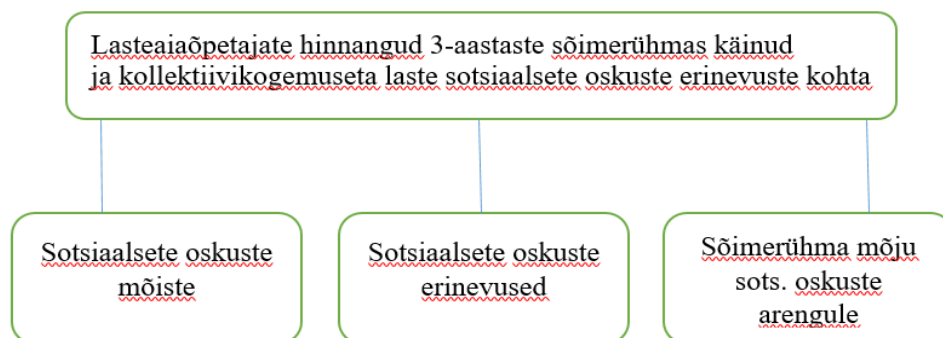 Lasteaiaõpetajate hinnangud 3-aastaste sõimerühmas käinud
ja kollektiivikogemuseta laste sotsiaalsete oskuste erinevuste kohta
Sotsiaalsete oskuste
mõiste
Sotsiaalsete oskuste
erinevused
Sõimerühma mõju
sots. oskuste
arengule